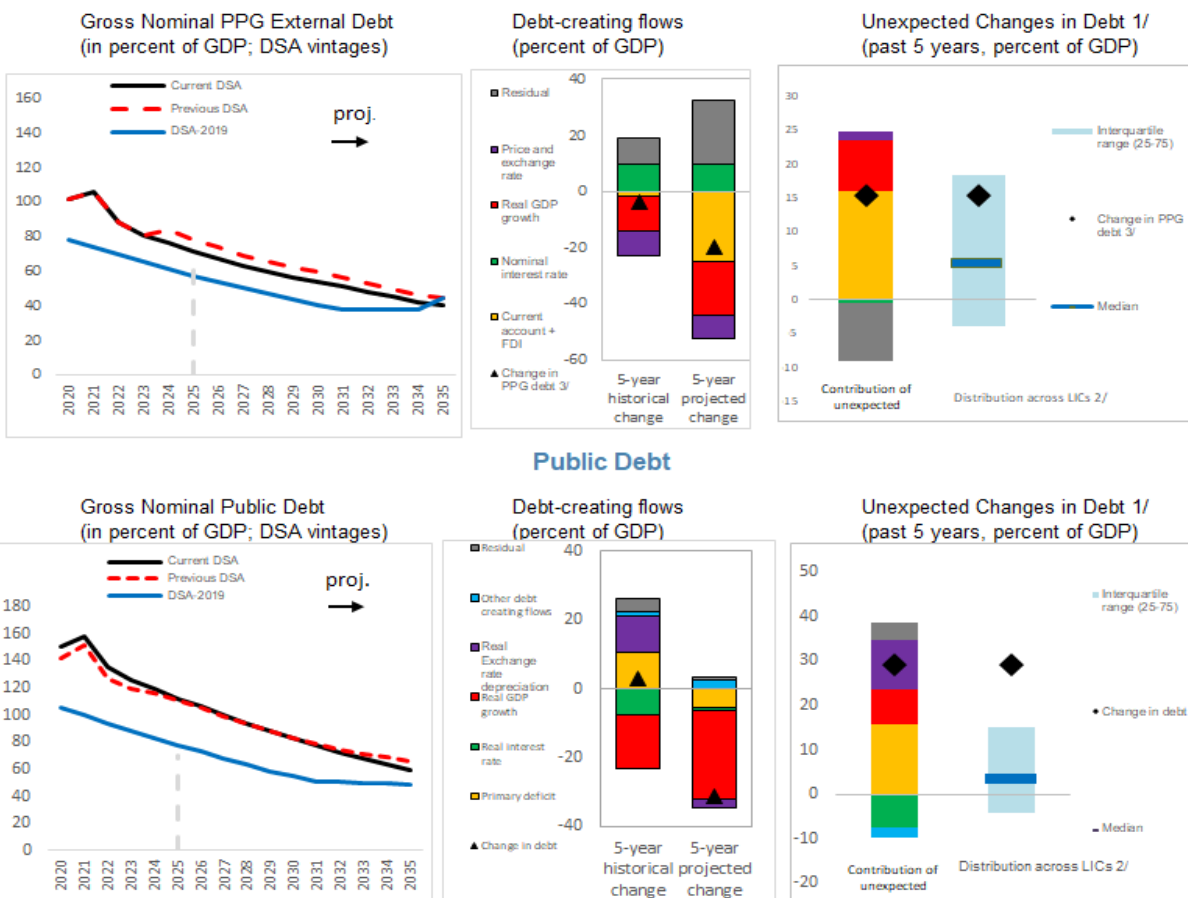 Gross Nominal PPG External Debt
(in percent of GDP; DSA vintages)
Current DSA
Previous DSA
DSA-2019
proj.
160
140
120
100
80
60
40
20
0
2020
2021
2022
2023
2024
2025
2026
2027
2028
2029
2030
2031
2032
2033
2034
2035
Debt-creating flows
(percent of GDP)
Residual
Price and
exchange
rate
Real GDP
growth
Nominal
interest rate
Current
account +
FDI
Change in
PPG debt 3/
40
20
0
-20
-40
-60
5-year
historical
change
5-year
projected
change
Unexpected Changes in Debt 1/
(past 5 years, percent of GDP)
30
25
20
15
10
5
0
-5
-10
-15
Contribution of
unexpected
Distribution across LICs 2/
Interquartile
range (25-75)
Change in PPG
debt 3/
Median
Public Debt
Gross Nominal Public Debt
(in percent of GDP; DSA vintages)
Current DSA
Previous DSA
DSA-2019
proj.
180
160
140
120
100
80
60
40
20
0
2020
2021
2022
2023
2024
2025
2026
2027
2028
2029
2030
2031
2032
2033
2034
2035
Debt-creating flows
(percent of GDP)
Residual
Other debt
creating flows
Real
Exchange
rate
depreciation
Real GDP
growth
Real interest
rate
Primary deficit
Change in debt
40
20
0
-20
-40
5-year
historical
change
5-year
projected
change
Unexpected Changes in Debt 1/
(past 5 years, percent of GDP)
50
40
30
20
10
0
-10
-20
Contribution of
unexpected
Distribution across LICs 2/
Interquartile
range (25-75)
Change in debt
Median